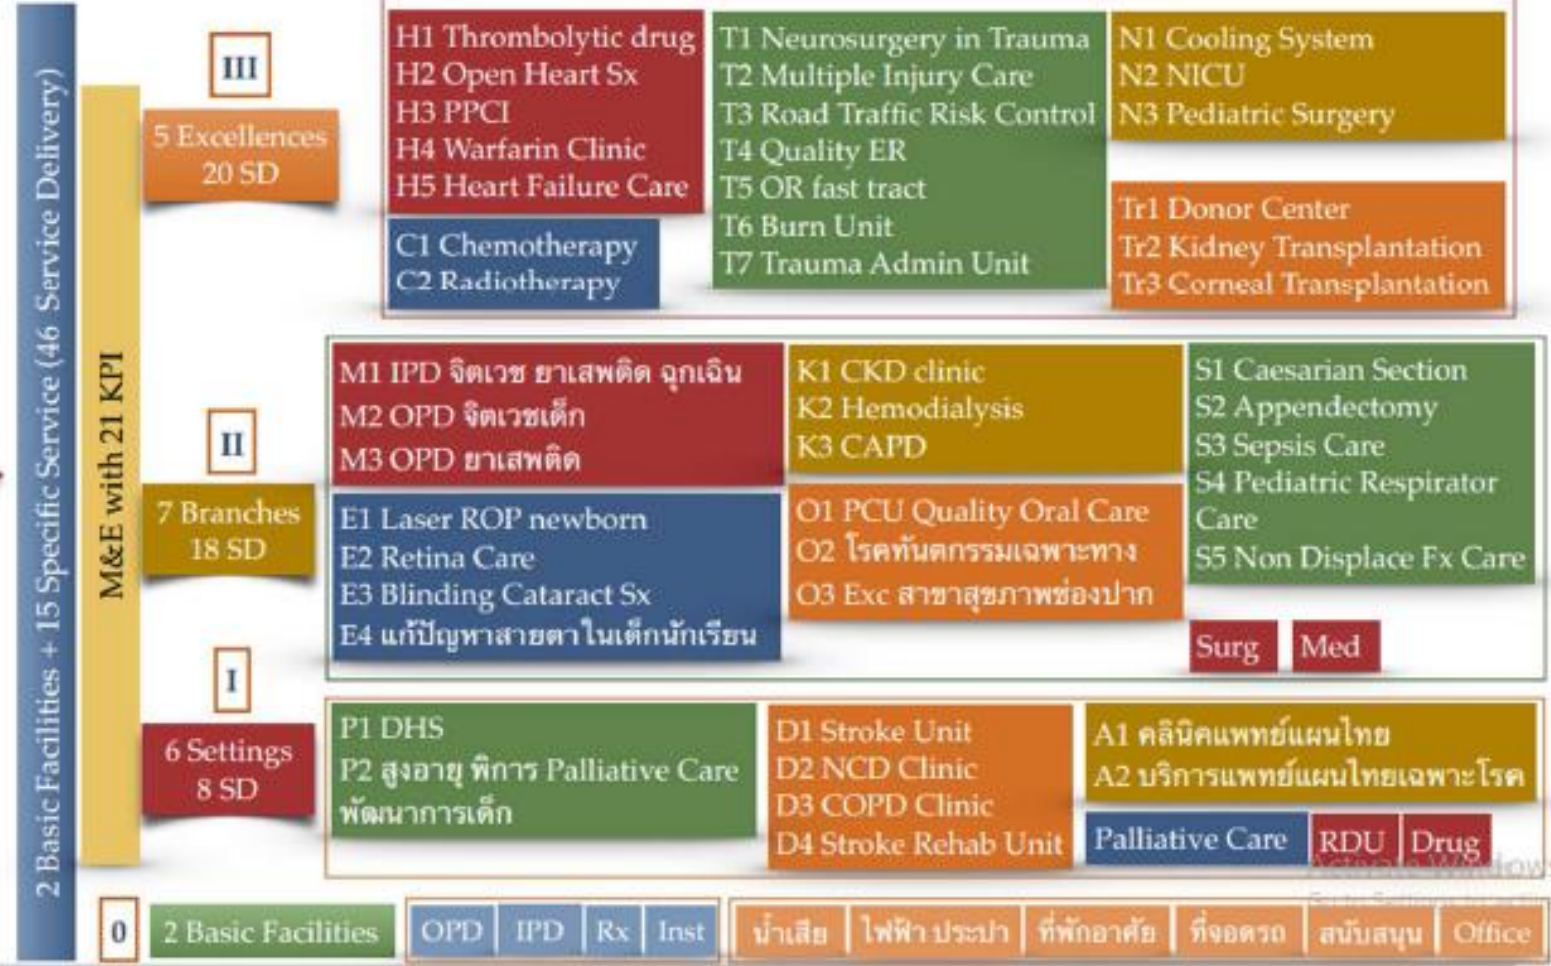 2 Basic Facilities + 15 Specific Service (46 Service Delivery)
M&E with 21 KPI
III
5 Excellences
20 SD
H1 Thrombolytic drug
H2 Open Heart Sx
H3 PPCI
H4 Warfarin Clinic
H5 Heart Failure Care
C1 Chemotherapy
C2 Radiotherapy
T1 Neurosurgery in Trauma
T2 Multiple Injury Care
T3 Road Traffic Risk Control
T4 Quality ER
T5 OR fast tract
T6 Burn Unit
T7 Trauma Admin Unit
N1 Cooling System
N2 NICU
N3 Pediatric Surgery
Tr1 Donor Center
Tr2 Kidney Transplantation
Tr3 Corneal Transplantation
II
7 Branches
18 SD
M1 IPD จิตเวช ยาเสพติด ฉุกเฉิน
M2 OPD จิตเวชเด็ก
M3 OPD ยาเสพติด
E1 Laser ROP newborn
E2 Retina Care
E3 Blinding Cataract Sx
E4 แก้ปัญหาสายตาในเด็กนักเรียน
K1 CKD clinic
K2 Hemodialysis
K3 CAPD
O1 PCU Quality Oral Care
O2 โรคทันตกรรมเฉพาะทาง
O3 Exc สาขาสุขภาพช่องปาก
S1 Caesarian Section
S2 Appendectomy
S3 Sepsis Care
S4 Pediatric Respirator
Care
S5 Non Displace Fx Care
Surg
Med
I
6 Settings
8 SD
P1 DHS
P2 สูงอายุ พิการ Palliative Care
พัฒนาการเด็ก
D1 Stroke Unit
D2 NCD Clinic
D3 COPD Clinic
D4 Stroke Rehab Unit
A1 คลินิคแพทย์แผนไทย
A2 บริการแพทย์แผนไทยเฉพาะโรค
Palliative Care
RDU
Drug
0
2 Basic Facilities
OPD
IPD
Rx
Inst
น้ำเสีย
ไฟฟ้า ประปา
ที่พักอาศัย
ที่จอดรถ
สนับสนุน
Office